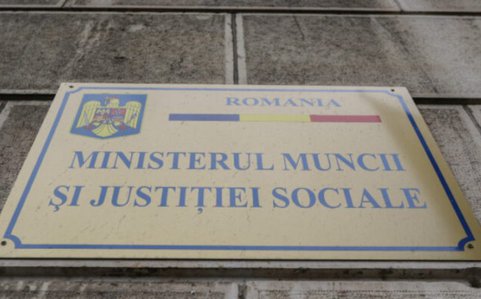 ROMANIA
MINISTERUL MUNCII
ŞI JUSTIŢIEI SOCIALE